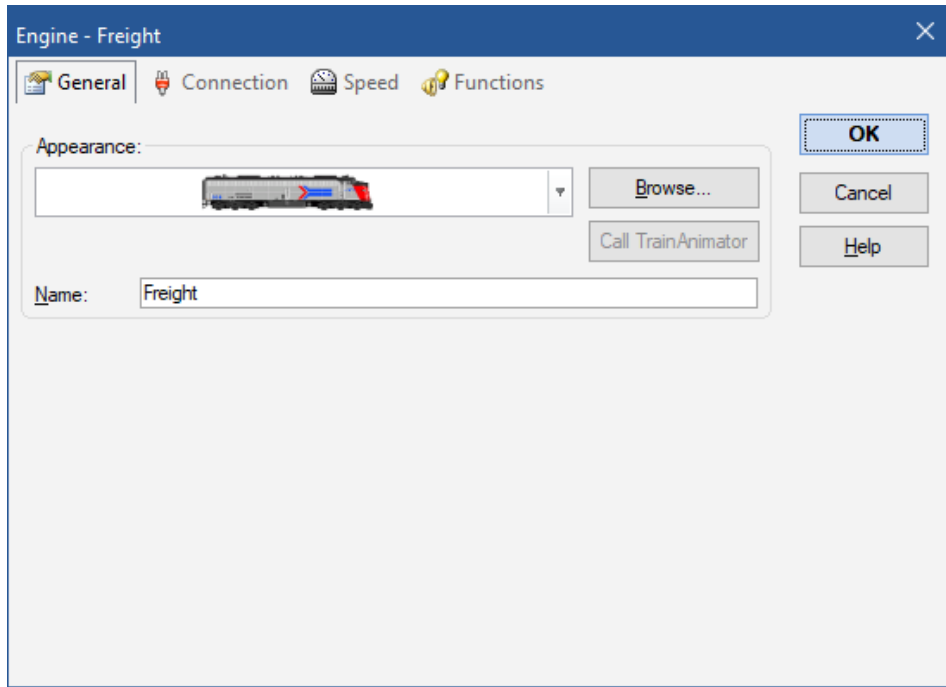 Engine - Freight
General
Connection
Speed
Functions
Appearance:
Browse...
Call TrainAnimator
Name:
Freight
OK
Cancel
Help